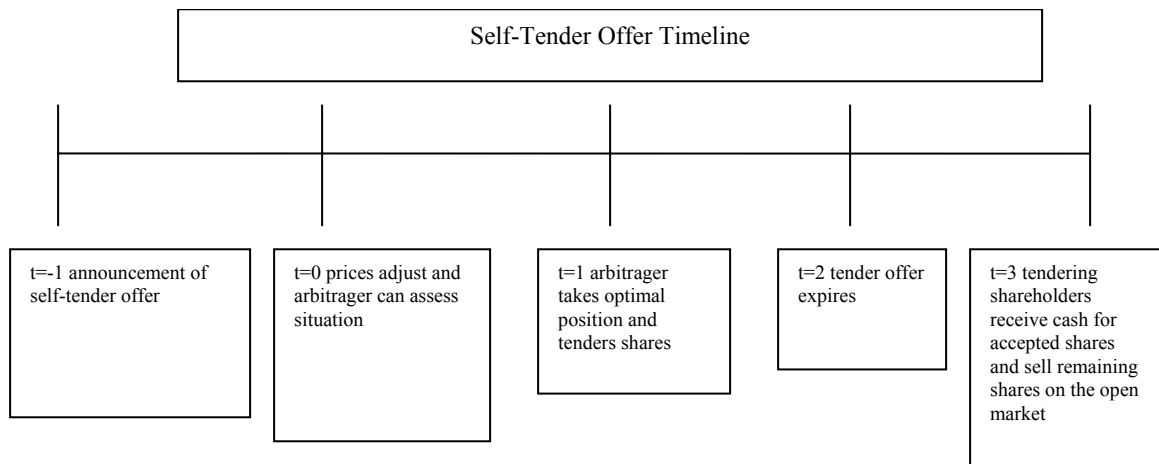 Self-Tender Offer Timeline
t=-1 announcement of
self-tender offer
t=0 prices adjust and
arbitrager can assess
situation
t=1 arbitrager
takes optimal
position and
tenders shares
t=2 tender offer
expires
t=3 tendering
shareholders
receive cash for
accepted shares
and sell remaining
shares on the open
market